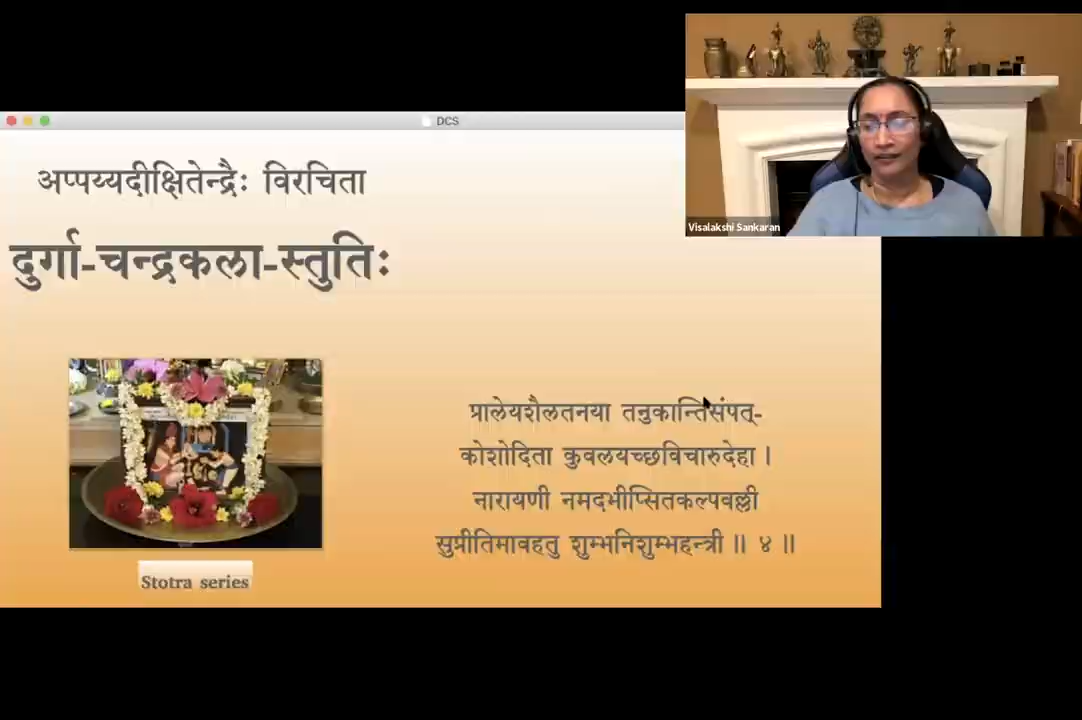 DCS
Visalakshi Sankaran
अप्पय्यदीक्षितेन्द्रैः विरचिता
दुर्गा-चन्द्रकला-स्तुतिः
प्रालेयशैलतनया तनुकान्तिसंपत्-
कोशोदिता कुवलयच्छविचारुदेहा ।
नारायणी नमदभीप्सितकल्पवल्ली
सुप्रीतिमावहतु शुम्भनिशुम्भहन्त्री ॥ ४ ॥
Stotra series